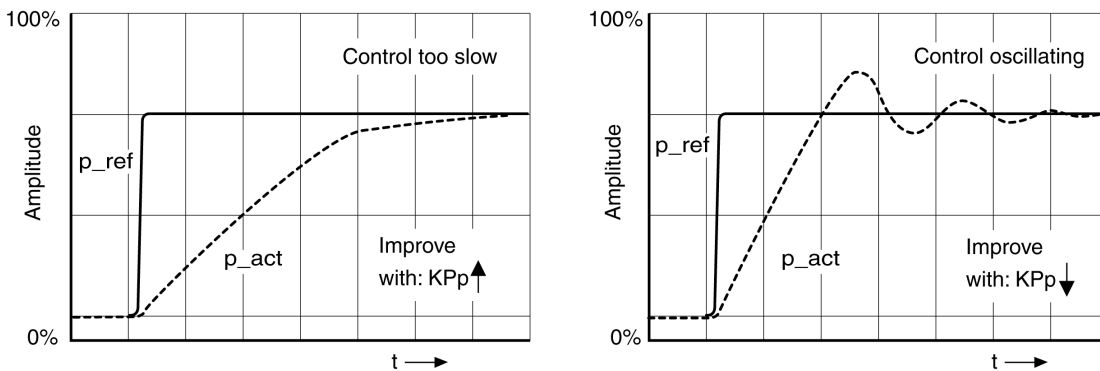 100%
Control too slow
Amplitude
p_ref
p_act
Improve
with: KPp
0%
t
100%
Control oscillating
Amplitude
p_ref
p_act
Improve
with: KPp
0%
t